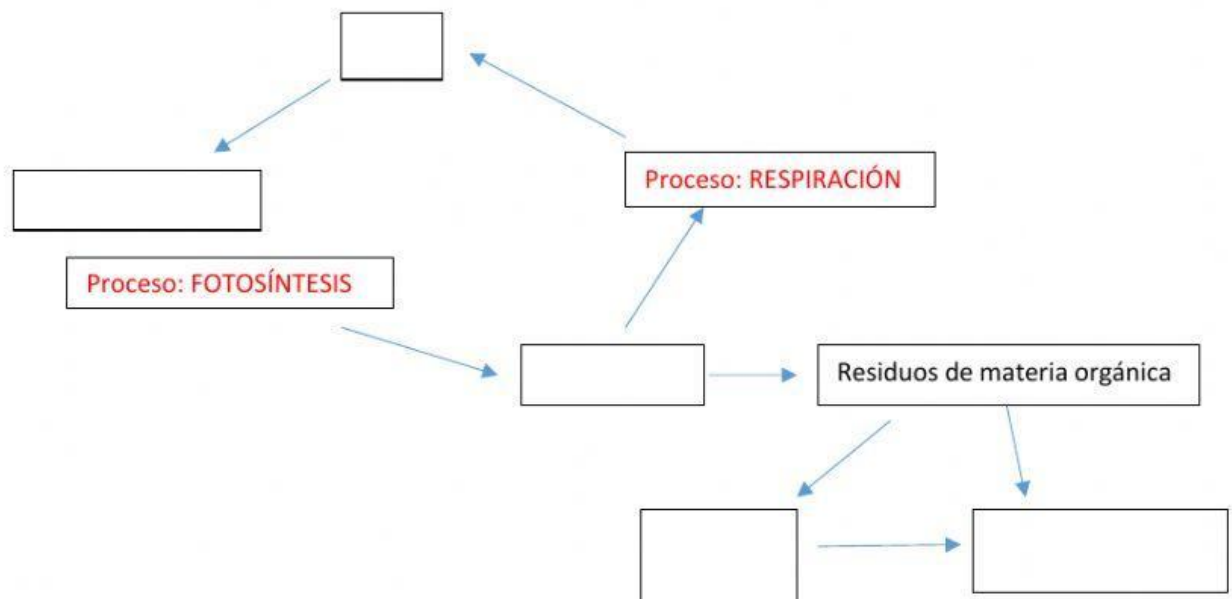 Proceso: RESPIRACIÓN
Proceso: FOTOSÍNTESIS
Residuos de materia orgánica